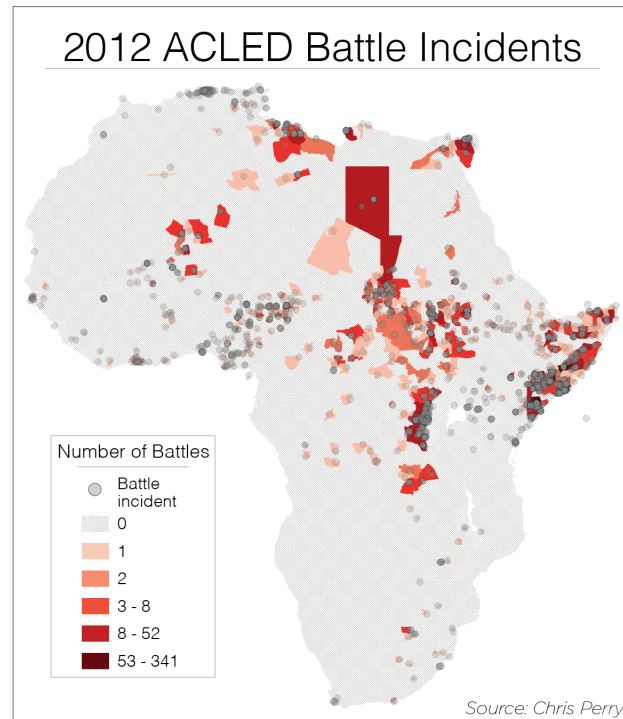 2012 ACLED Battle Incidents
Number of Battles
Battle
incident
0
1
2
3 - 8
8 - 52
53 - 341
Source: Chris Perry